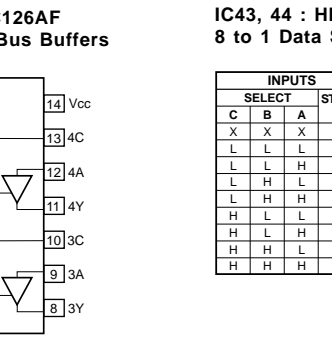 126AF
Bus Buffers
14 Vcc
13 4C
12 4A
11 4Y
10 3C
9 3A
8 3Y
IC43, 44 :
8 to 1 Data
INPUTS
SELECT
C B A
X X X
L L L
L L H
L H L
L H H
H L L
H L H
H H L
H H H